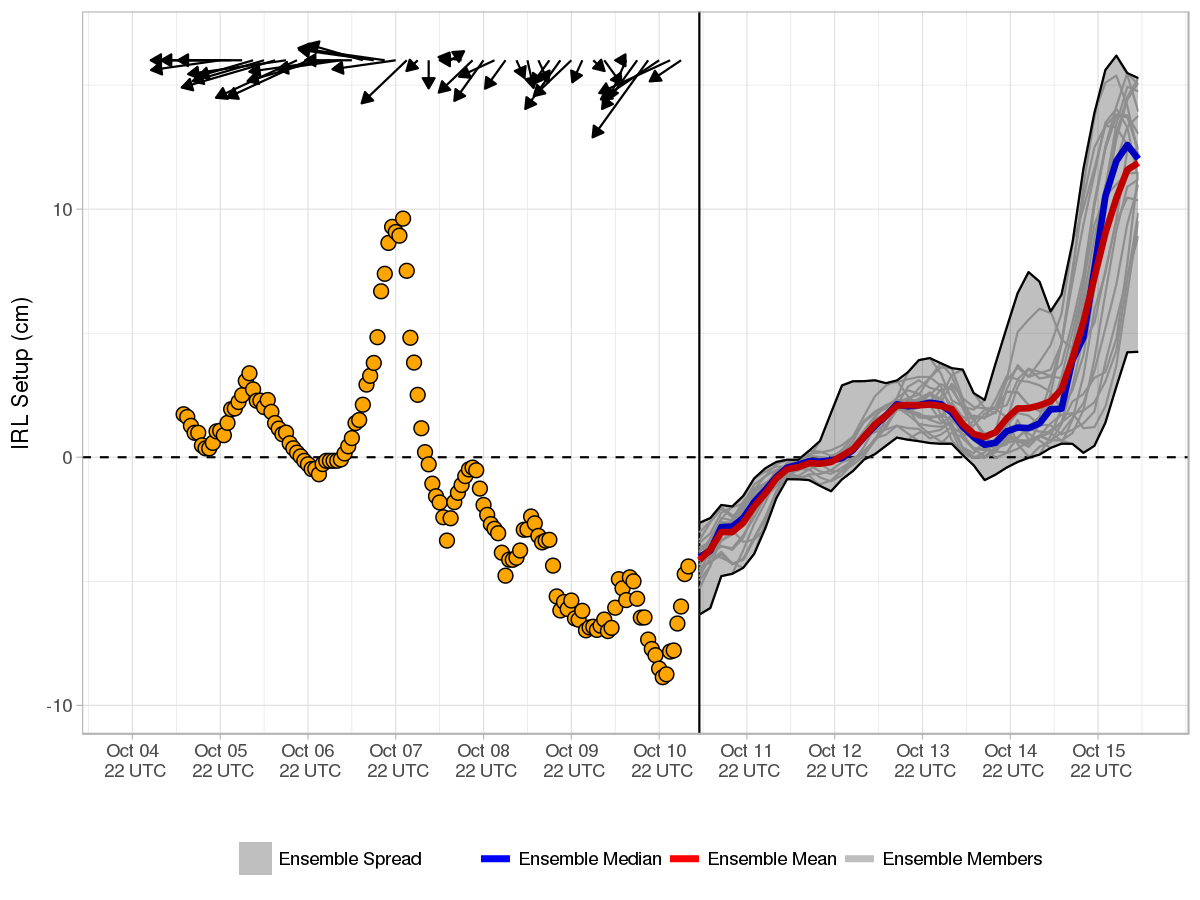 IRL Setup (cm)
10
0
-10
Oct 04 Oct 05 Oct 06 Oct 07 Oct 08 Oct 09 Oct 10 Oct 11 Oct 12 Oct 13 Oct 14 Oct 15
22 UTC 22 UTC 22 UTC 22 UTC 22 UTC 22 UTC 22 UTC 22 UTC 22 UTC 22 UTC 22 UTC 22 UTC
Ensemble Spread Ensemble Median Ensemble Mean Ensemble Members